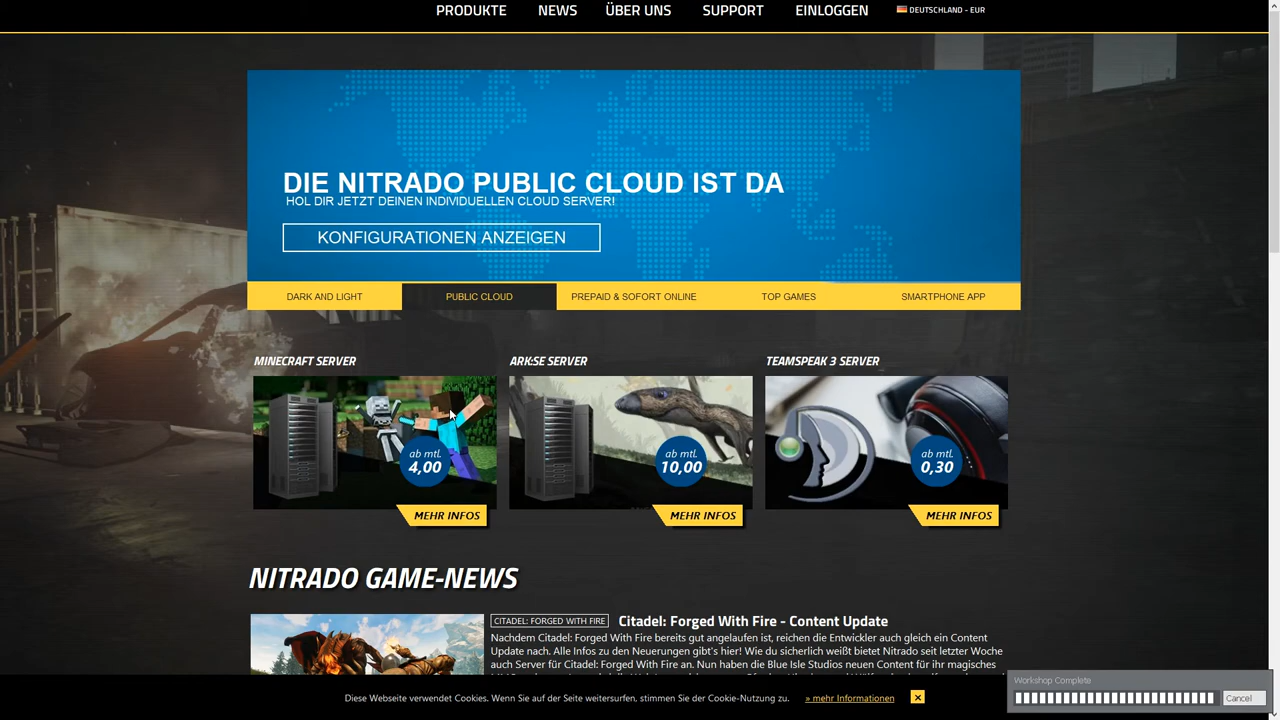 PRODUKTE NEWS ÜBER UNS SUPPORT EINLOGGEN DEUTSCHLAND - EUR
DIE NITRADO PUBLIC CLOUD IST DA
HOL DIR JETZT DEINEN INDIVIDUELLEN CLOUD SERVER!
KONFIGURATIONEN ANZEIGEN
DARK AND LIGHT PUBLIC CLOUD PREPAID & SOFORT ONLINE TOP GAMES SMARTPHONE APP
MINECRAFT SERVER ARK:SE SERVER TEAMSPEAK 3 SERVER
ab mtl. ab mtl. ab mtl.
4,00 10,00 0,30
MEHR INFOS MEHR INFOS MEHR INFOS
NITRADO GAME-NEWS
CITADEL: FORGED WITH FIRE Citadel: Forged With Fire - Content Update
Nachdem Citadel: Forged With Fire bereits gut angelaufen ist, reichen die Entwickler auch gleich ein Content
Update nach. Alle Infos zu den Neuerungen gibt's hier! Wie du sicherlich weißt bietet Nitrado seit letzter Woche
auch Server für Citadel: Forged With Fire an. Nun haben die Blue Isle Studios neuen Content für ihr magisches
Workshop Complete
Cancel
Diese Webseite verwendet Cookies. Wenn Sie auf der Seite weitersurfen, stimmen Sie der Cookie-Nutzung zu. » mehr Informationen X